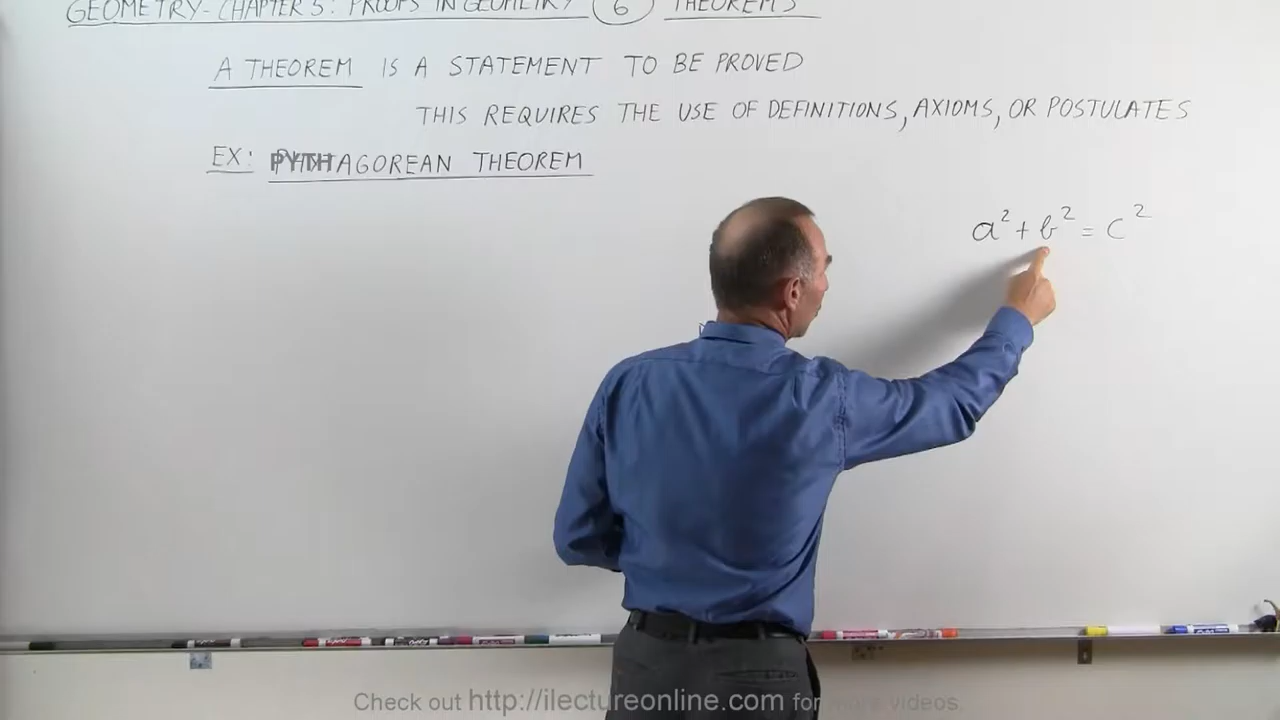 GEOMETRY - CHAPTER 5: PROOFS IN GEOMETRY 6 THEOREMS
A THEOREM IS A STATEMENT TO BE PROVED
THIS REQUIRES THE USE OF DEFINITIONS, AXIOMS, OR POSTULATES
EX: PYTHAGOREAN THEOREM
a² + b² = c²
Check out http://ilectureonline.com for more videos.